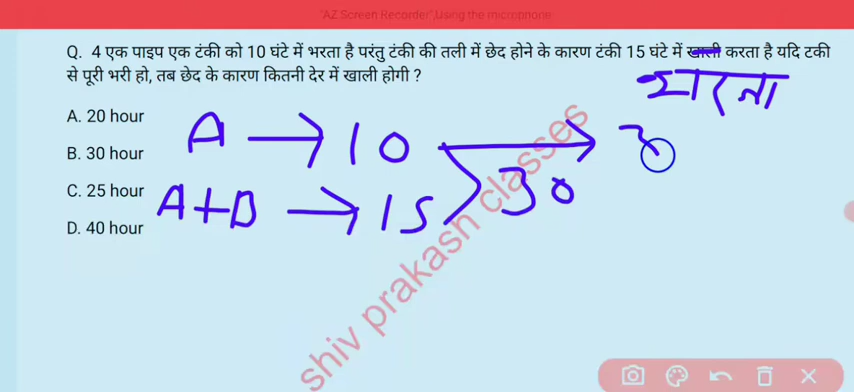 "AZ Screen Recorder",Using the microphone
Q. 4 एक पाइप एक टंकी को 10 घंटे में भरता है परंतु टंकी की तली में छेद होने के कारण टंकी 15 घंटे में खाली करता है यदि टकी
से पूरी भरी हो, तब छेद के कारण कितनी देर में खाली होगी ?
A. 20 hour
B. 30 hour
C. 25 hour
D. 40 hour
A → 10
A+B → 15
30
3
shiv prakash classes